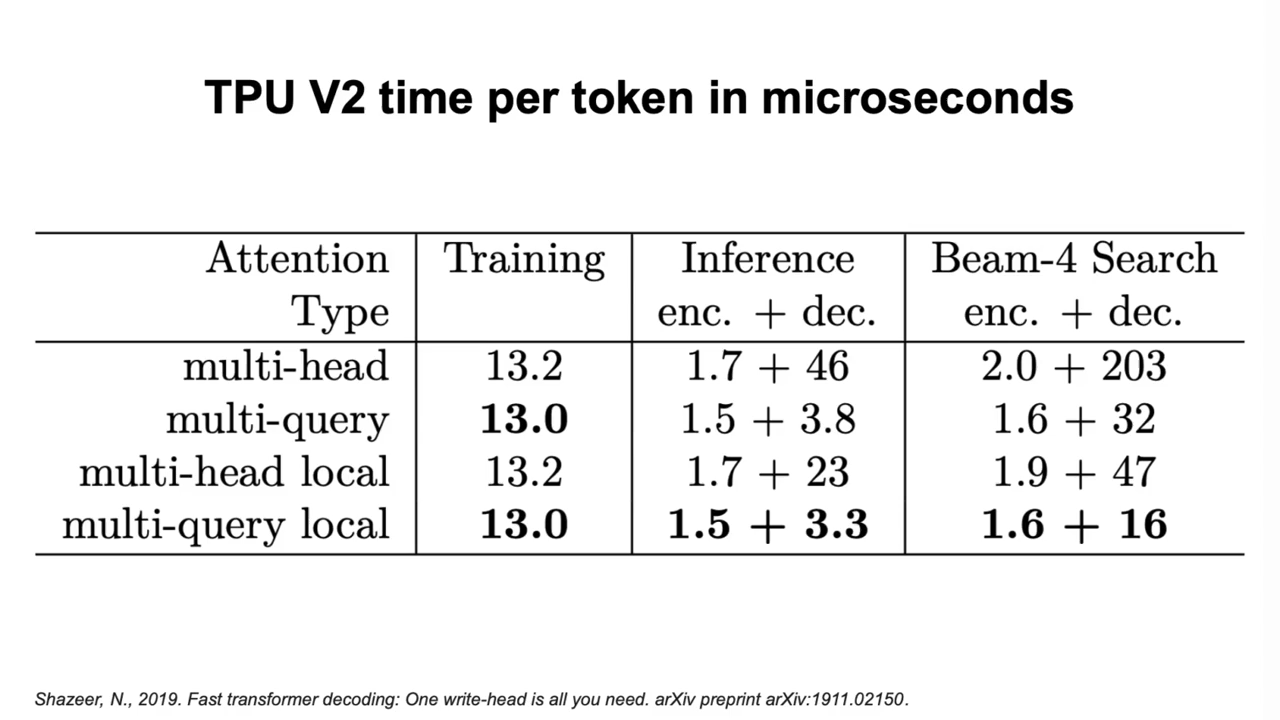 TPU V2 time per token in microseconds
Attention Training Inference Beam-4 Search
Type enc. + dec. enc. + dec.
multi-head 13.2 1.7 + 46 2.0 + 203
multi-query 13.0 1.5 + 3.8 1.6 + 32
multi-head local 13.2 1.7 + 23 1.9 + 47
multi-query local 13.0 1.5 + 3.3 1.6 + 16
Shazeer, N., 2019. Fast transformer decoding: One write-head is all you need. arXiv preprint arXiv:1911.02150.